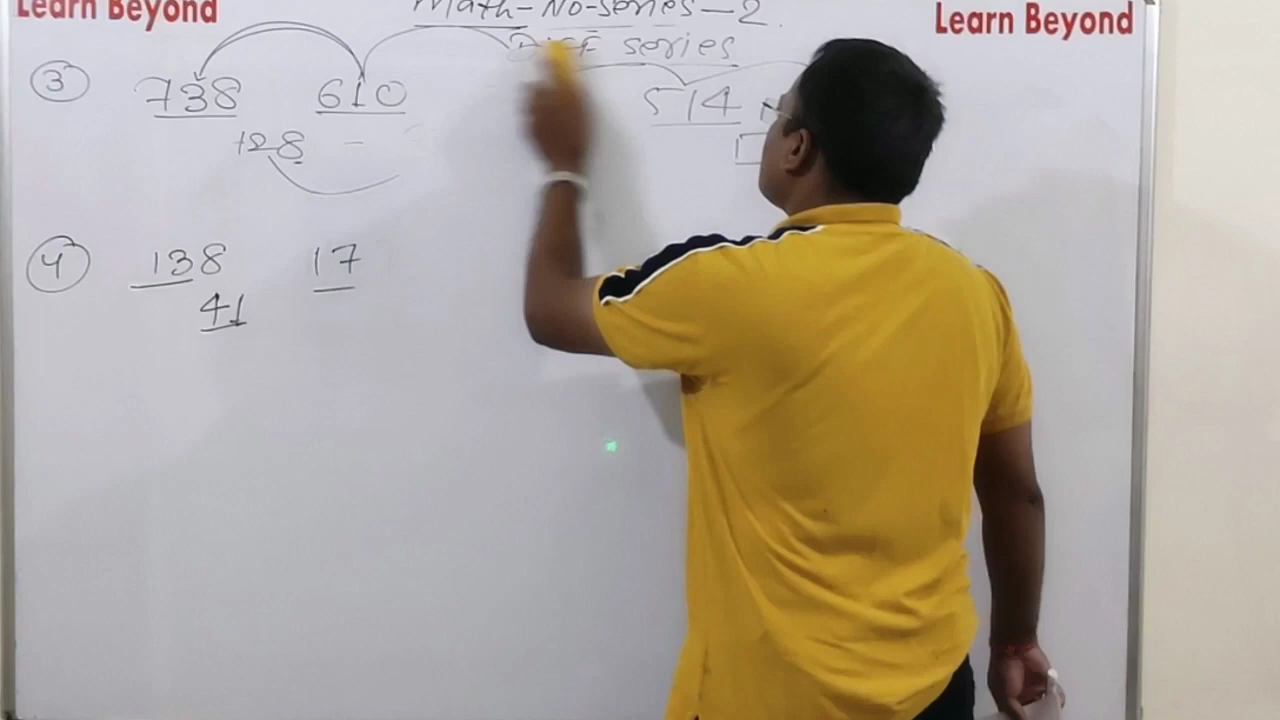 Learn Beyond
Math-No-series-2
Learn Beyond
series
3 738 610 514
128
4 138 17
41